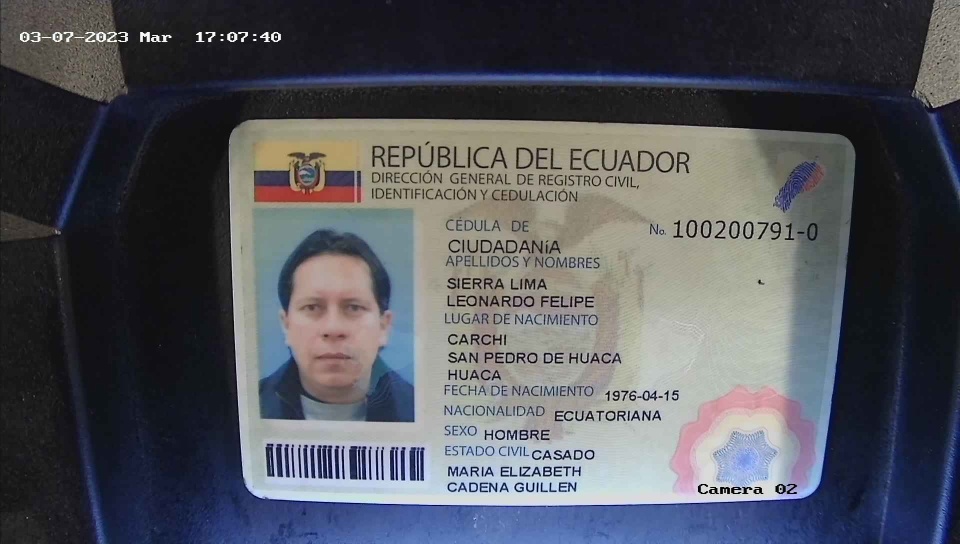 03-07-2023 Mar 17:07:40
REPÚBLICA DEL ECUADOR
DIRECCIÓN GENERAL DE REGISTRO CIVIL,
IDENTIFICACIÓN Y CEDULACIÓN
CÉDULA DE No. 100200791-0
CIUDADANÍA
APELLIDOS Y NOMBRES
SIERRA LIMA
LEONARDO FELIPE
LUGAR DE NACIMIENTO
CARCHI
SAN PEDRO DE HUACA
HUACA
FECHA DE NACIMIENTO 1976-04-15
NACIONALIDAD ECUATORIANA
SEXO HOMBRE
ESTADO CIVIL CASADO
MARIA ELIZABETH
CADENA GUILLEN
Camera 02